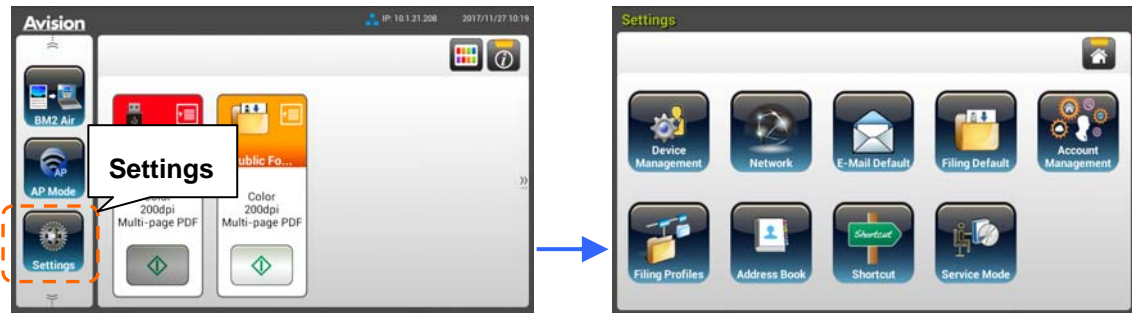 Avision
IP: 10.1.21.208 2017/11/27 10:19
BM2 Air
AP Mode
Settings
Settings
ublic Fo...
Color
200dpi
Multi-page PDF
Color
200dpi
Multi-page PDF
Settings
Device
Management
Network
E-Mail Default
Filing Default
Account
Management
Filing Profiles
Address Book
Shortcut
Shortcut
Service Mode